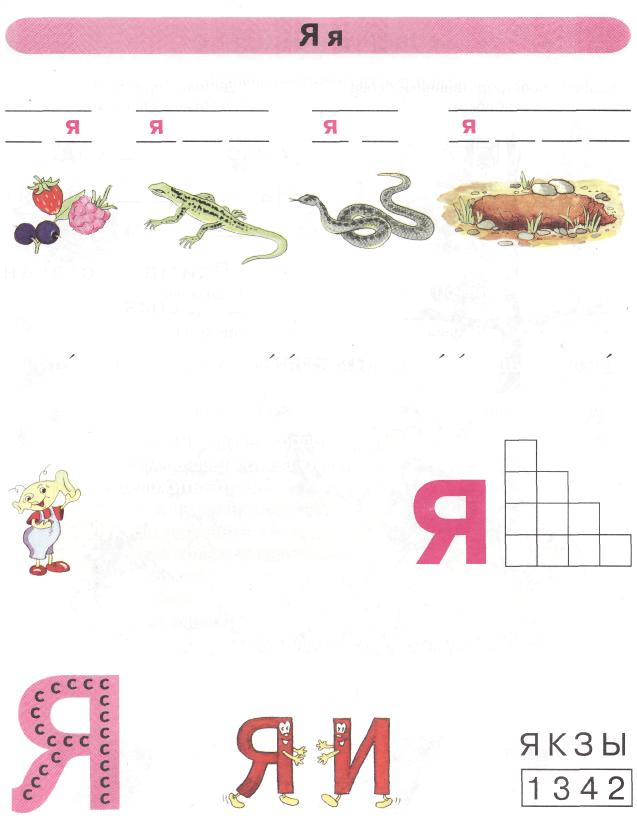 Я я
я я я я
Я
с с с с
Я И
Я К З Ы
1 3 4 2